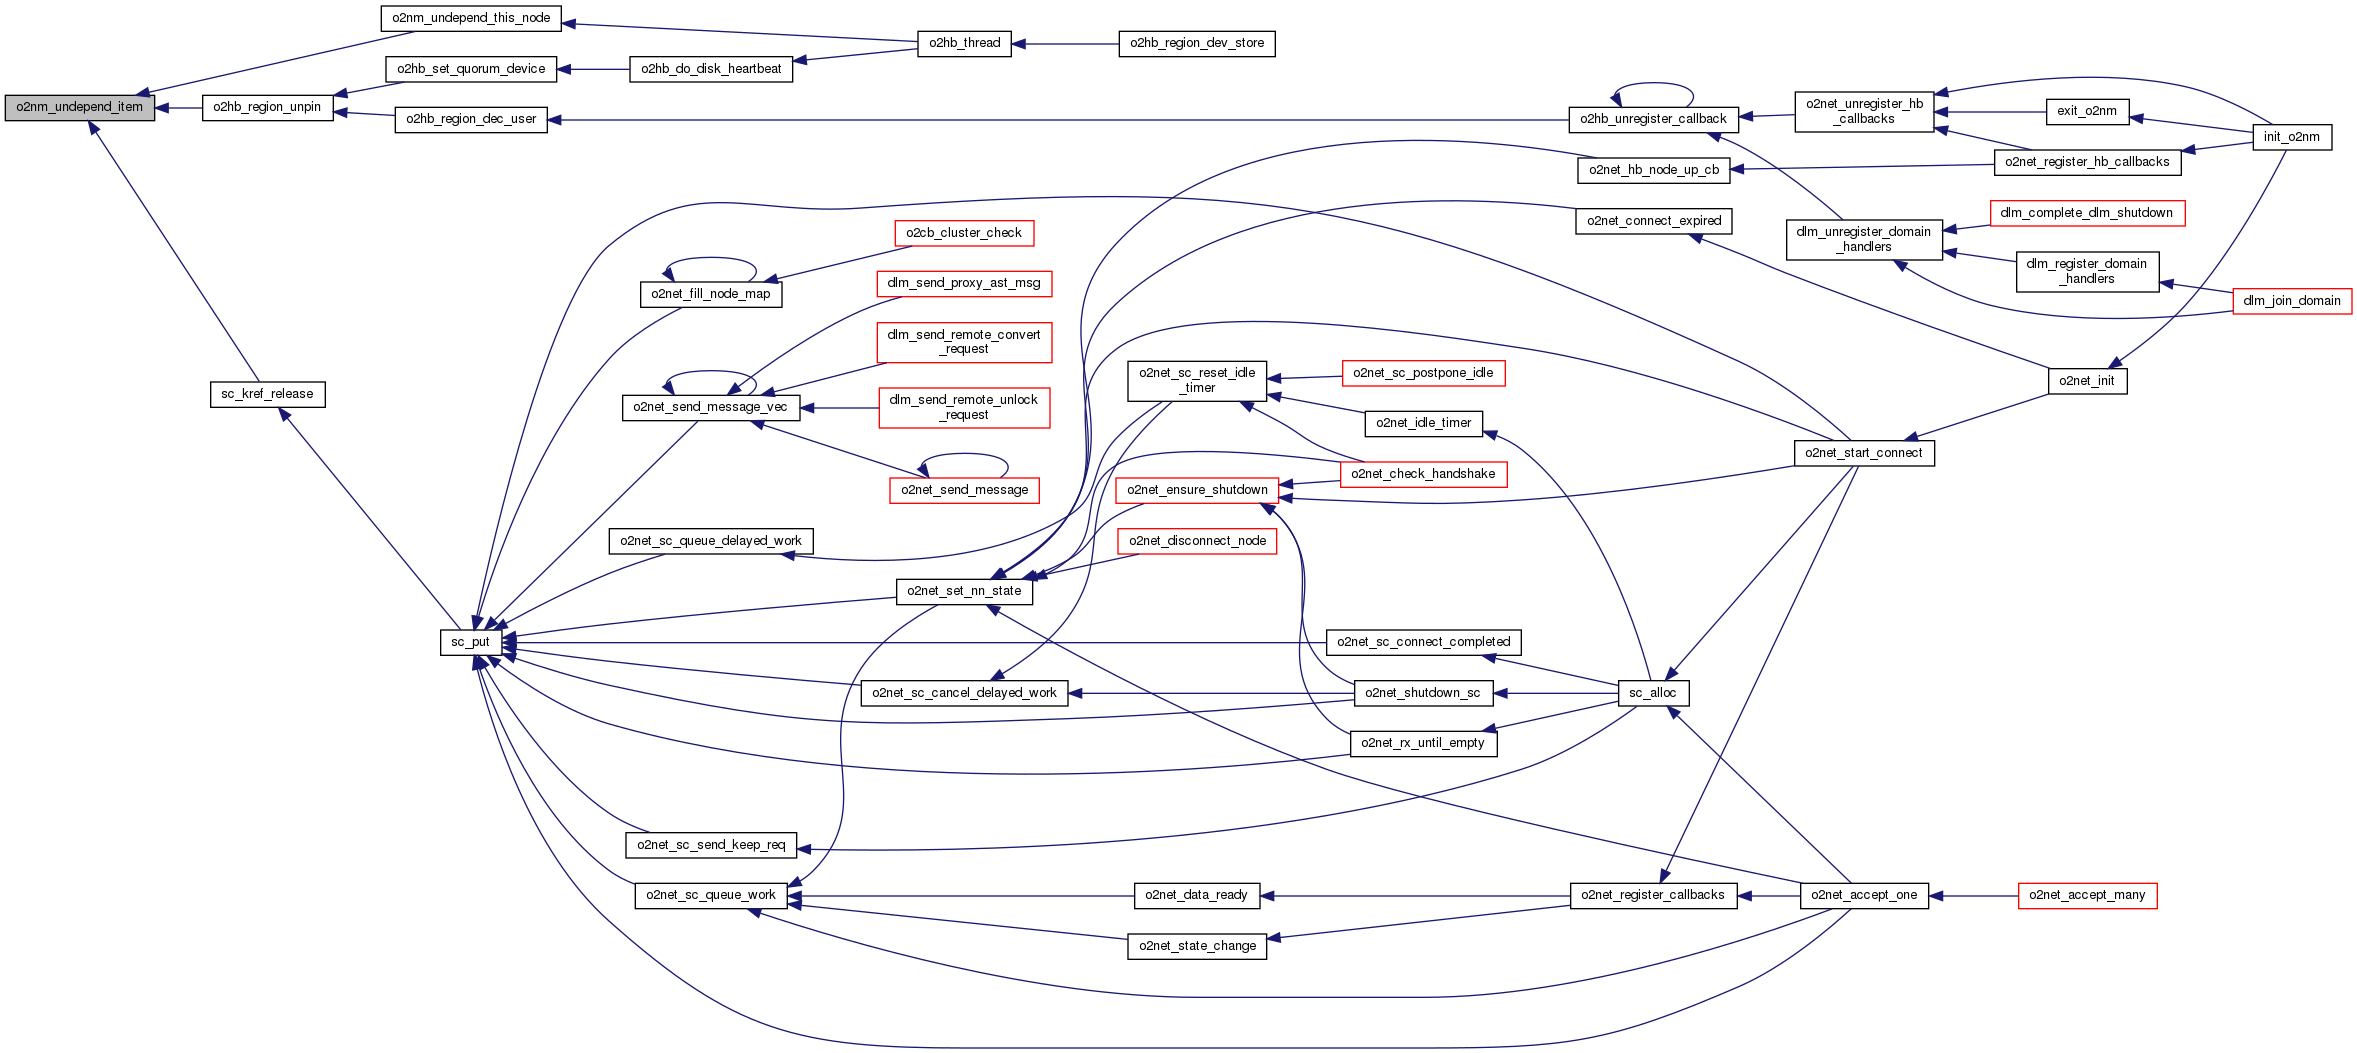 o2nm_undepend_item
o2nm_undepend_this_node
o2hb_region_unpin
o2hb_set_quorum_device
o2hb_region_dec_user
o2hb_do_disk_heartbeat
o2hb_thread
o2hb_region_dev_store
o2hb_unregister_callback
o2net_unregister_hb
_callbacks
exit_o2nm
init_o2nm
o2net_register_hb_callbacks
o2net_hb_node_up_cb
o2net_connect_expired
dlm_unregister_domain
_handlers
dlm_complete_dlm_shutdown
dlm_register_domain
_handlers
dlm_join_domain
o2cb_cluster_check
o2net_fill_node_map
dlm_send_proxy_ast_msg
dlm_send_remote_convert
_request
dlm_send_remote_unlock
_request
o2net_send_message_vec
o2net_send_message
sc_kref_release
o2net_sc_reset_idle
_timer
o2net_sc_postpone_idle
o2net_idle_timer
o2net_check_handshake
o2net_init
o2net_start_connect
o2net_ensure_shutdown
o2net_disconnect_node
o2net_sc_queue_delayed_work
o2net_set_nn_state
sc_put
o2net_sc_connect_completed
o2net_sc_cancel_delayed_work
o2net_shutdown_sc
sc_alloc
o2net_rx_until_empty
o2net_sc_send_keep_req
o2net_sc_queue_work
o2net_data_ready
o2net_register_callbacks
o2net_accept_one
o2net_accept_many
o2net_state_change